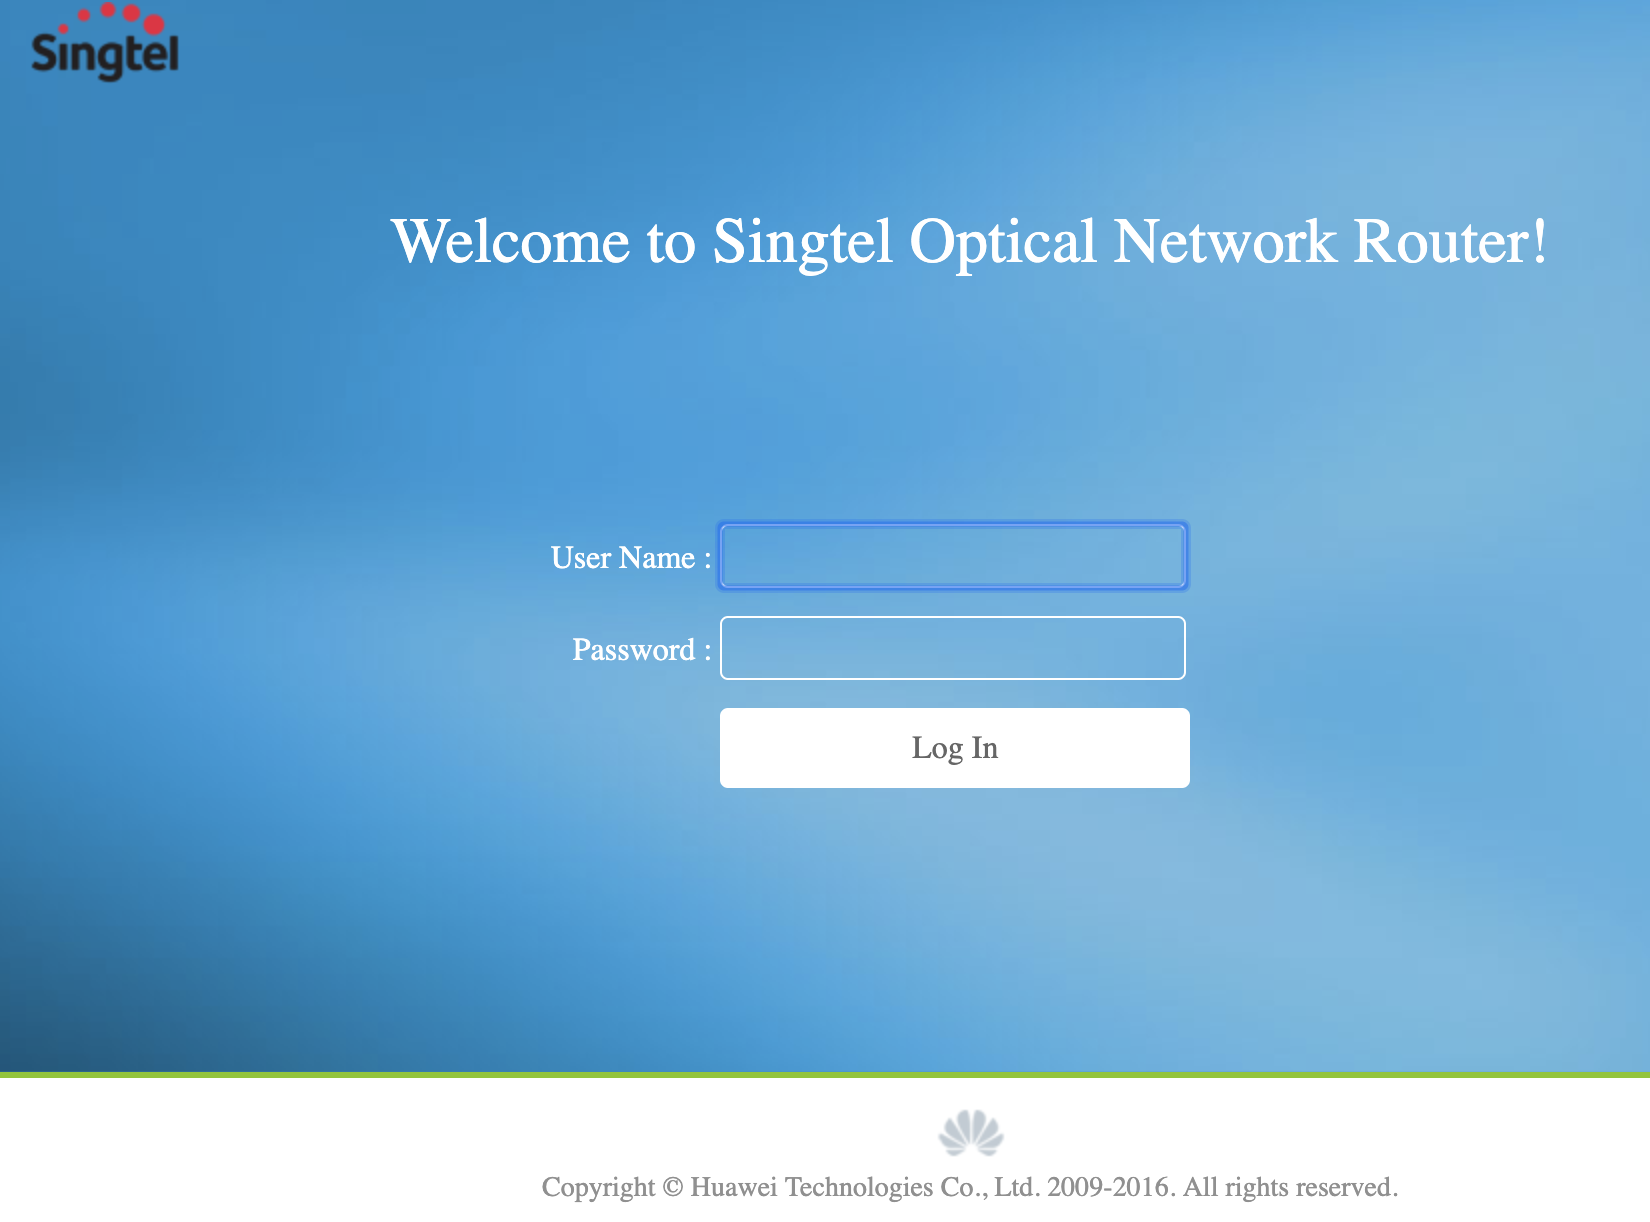 Singtel
Welcome to Singtel Optical Network Router!
User Name :
Password :
Log In
Copyright © Huawei Technologies Co., Ltd. 2009-2016. All rights reserved.